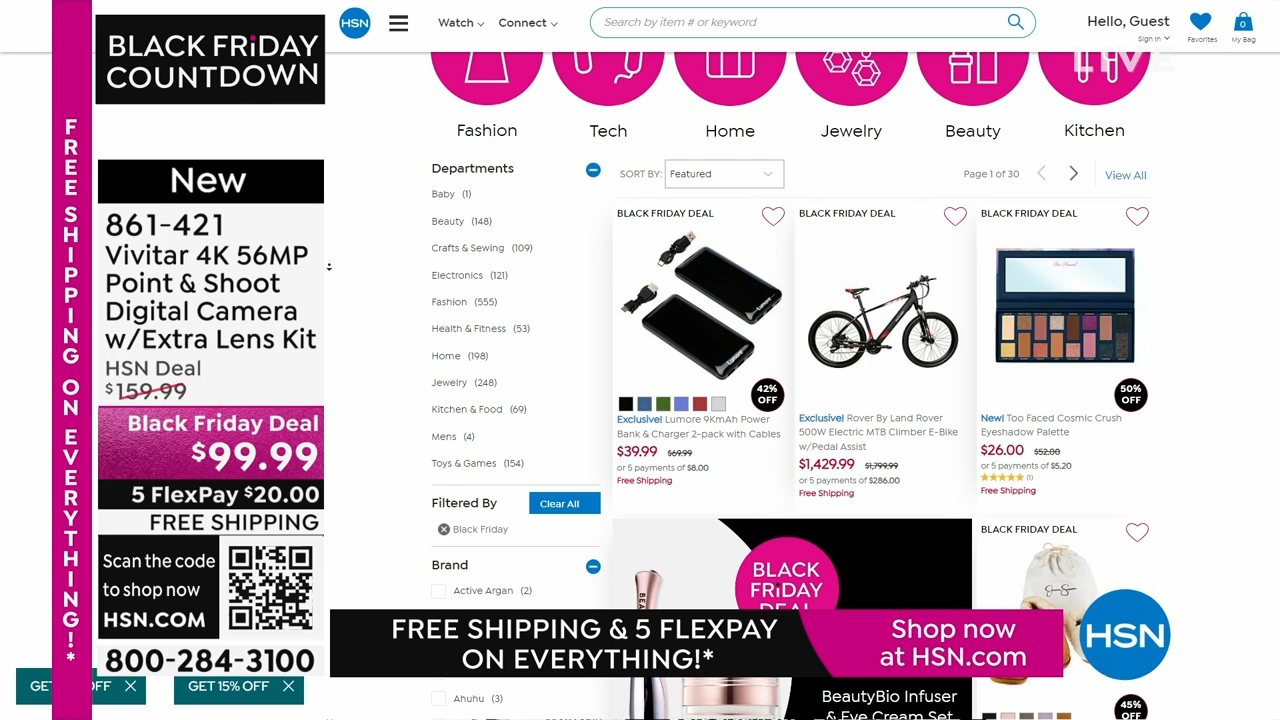 FREE SHIPPING ON EVERYTHING!*
BLACK FRiDAY
COUNTDOWN
New
861-421
Vivitar 4K 56MP
Point & Shoot
Digital Camera
w/Extra Lens Kit
HSN Deal
$159.99
Black Friday Deal
$99.99
5 FlexPay $20.00
FREE SHIPPING
Scan the code
to shop now
HSN.COM
800-284-3100
GET
OFF
GET 15% OFF
HSN
Watch
Connect
Search by item # or keyword
Hello, Guest
Sign in
Favorites
0
My Bag
LIVE
Fashion
Tech
Home
Jewelry
Beauty
Kitchen
Departments
Baby (1)
Beauty (148)
Crafts & Sewing (109)
Electronics (121)
Fashion (555)
Health & Fitness (53)
Home (198)
Jewelry (248)
Kitchen & Food (69)
Mens (4)
Toys & Games (154)
Filtered By
Clear All
Black Friday
Brand
Active Argan (2)
Ahuhu (3)
SORT BY:
Featured
Page 1 of 30
View All
BLACK FRIDAY DEAL
Lumore
Lumore
42%
OFF
Exclusive! Lumore 9KmAh Power
Bank & Charger 2-pack with Cables
$39.99 $69.99
or 5 payments of $8.00
Free Shipping
BLACK FRIDAY DEAL
Exclusive! Rover By Land Rover
500W Electric MTB Climber E-Bike
w/Pedal Assist
$1,429.99 $1,799.99
or 5 payments of $286.00
Free Shipping
BLACK FRIDAY DEAL
50%
OFF
New! Too Faced Cosmic Crush
Eyeshadow Palette
$26.00 $52.00
or 5 payments of $5.20
(1)
Free Shipping
BLACK
FRiDAY
DEAL
BeautyBio Infuser
& Eye Cream Set
BLACK FRIDAY DEAL
45%
OFF
FREE SHIPPING & 5 FLEXPAY
ON EVERYTHING!*
Shop now
at HSN.com
HSN